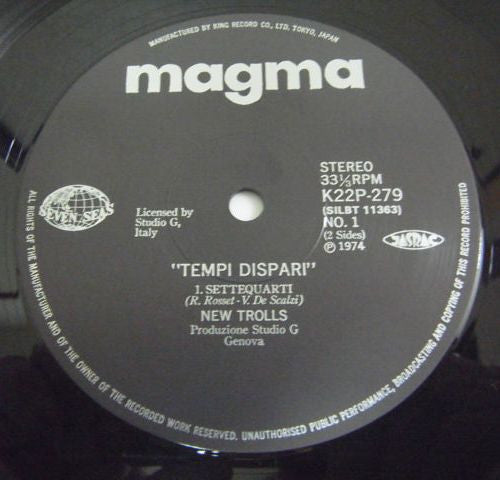 MANUFACTURED BY KING RECORD CO., LTD. TOKYO, JAPAN
magma
STEREO
33⅓RPM
K22P-279
(SILBT 11363)
NO. 1
(2 Sides)
℗ 1974
SEVEN SEAS
Licensed by
Studio G,
Italy
JASRAC
"TEMPI DISPARI"
1. SETTEQUARTI
(R. Rosset-V. De Scalzi)
NEW TROLLS
Produzione Studio G
Genova
ALL RIGHTS OF THE MANUFACTURER AND OF THE OWNER OF THE RECORDED WORK RESERVED. UNAUTHORISED PUBLIC PERFORMANCE, BROADCASTING AND COPYING OF THIS RECORD PROHIBITED